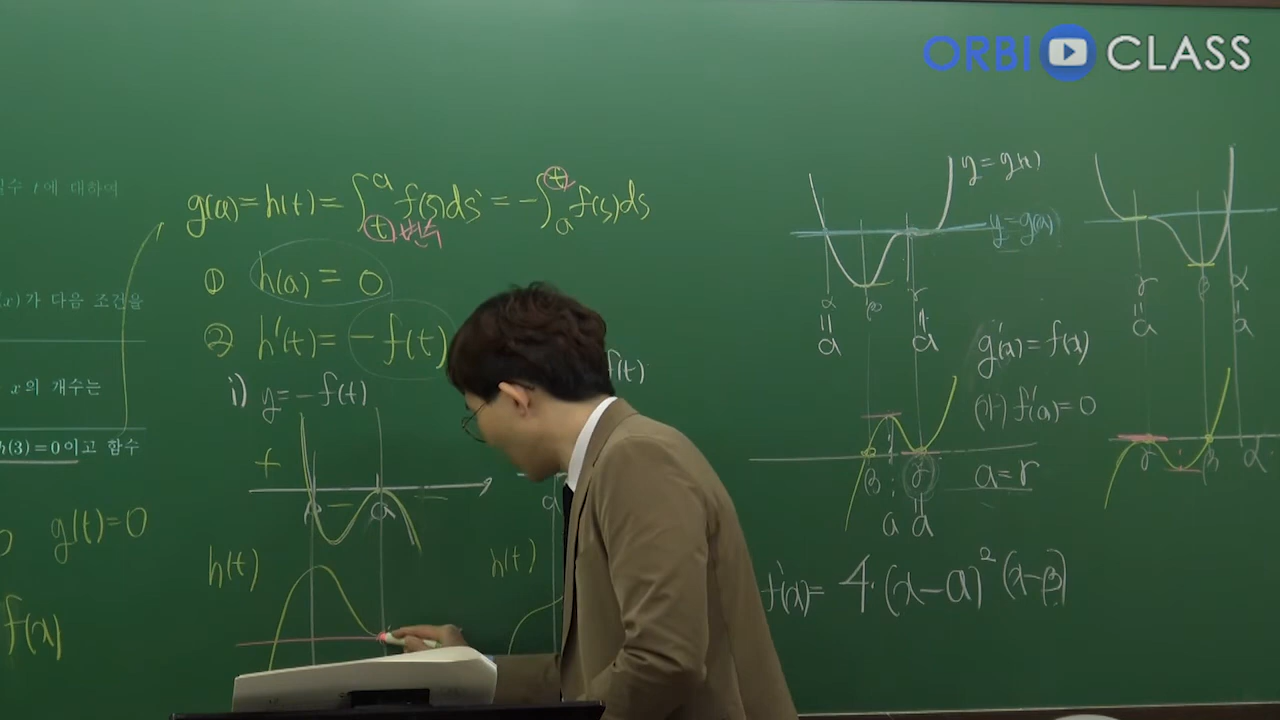 ORBI CLASS
실수 t에 대하여
(x)가 다음 조건을
x의 개수는
h(3)=0이고 함수
g(t)=0
f(x)
g(a)=h(t)=∫_t^a f(s)ds=-∫_a^t f(s)ds
변수
① h(a)=0
② h'(t)=-f(t)
i) y=-f(t)
f(t)
+
-
a
a
h(t)
h(t)
y=g(x)
y=g(a)
α β r
a a
r β α
a a
g'(x)=f(x)
(가) f'(a)=0
a=r
β r
a a
r β α
f(x)=4·(x-a)²(x-β)